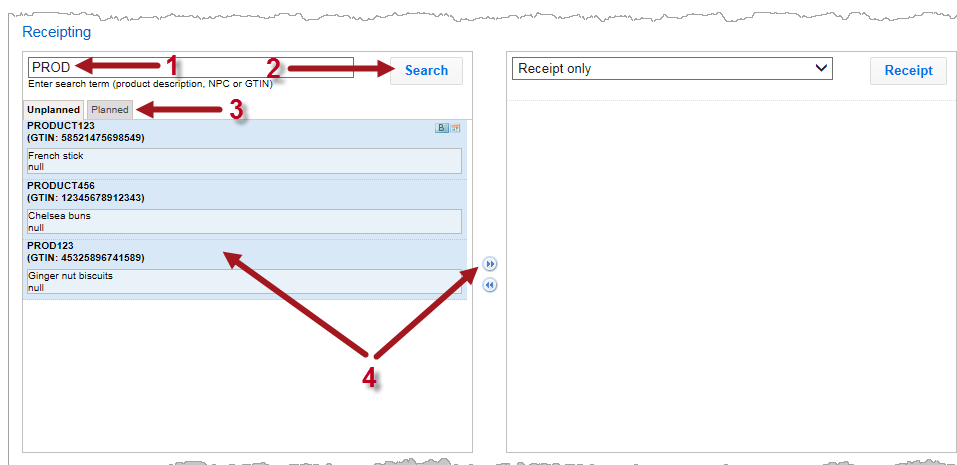 Receipting
PROD
1
2
Search
Receipt only
Receipt
Enter search term (product description, NPC or GTIN)
Unplanned
Planned
3
PRODUCT123
(GTIN: 58521475698549)
French stick
null
PRODUCT456
(GTIN: 12345678912343)
Chelsea buns
null
PROD123
(GTIN: 45325896741589)
Ginger nut biscuits
null
4